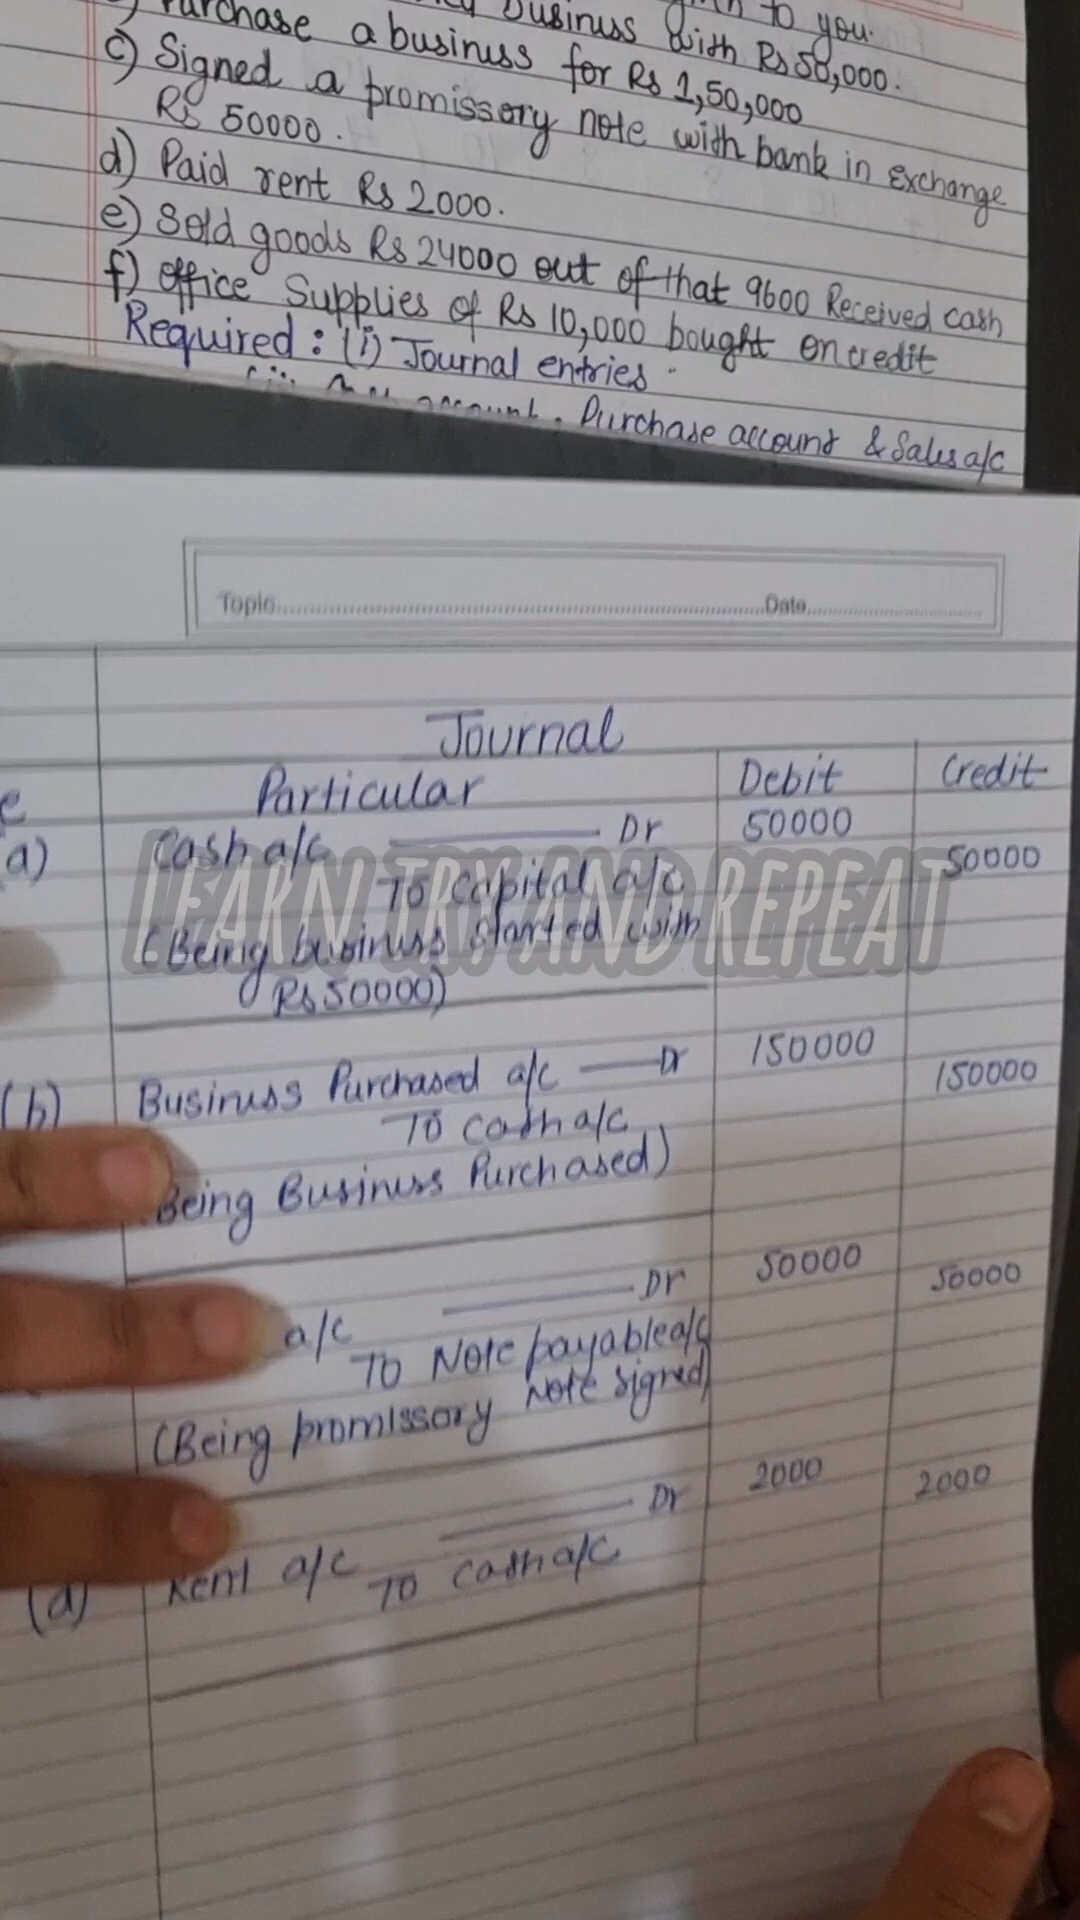 to you.
Business with Rs 50,000.
Purchase a business for Rs 1,50,000
c) Signed a promissory note with bank in exchange
Rs 50000.
d) Paid rent Rs 2000.
e) Sold goods Rs 24000 out of that 9600 Received cash
f) office Supplies of Rs 10,000 bought on credit
Required : (i) Journal entries.
account, Purchase account & Sales a/c
Topic Date
Journal
Particular Debit Credit
(a) Cash a/c Dr 50000
To Capital a/c 50000
(Being business started with
Rs 50000)
(b) Business Purchased a/c Dr 150000
To cash a/c 150000
Being Business Purchased)
a/c Dr 50000
To Note payable a/c 50000
(Being promissory note signed)
(d) Rent a/c Dr 2000
To cash a/c 2000
LEARN TRY AND REPEAT